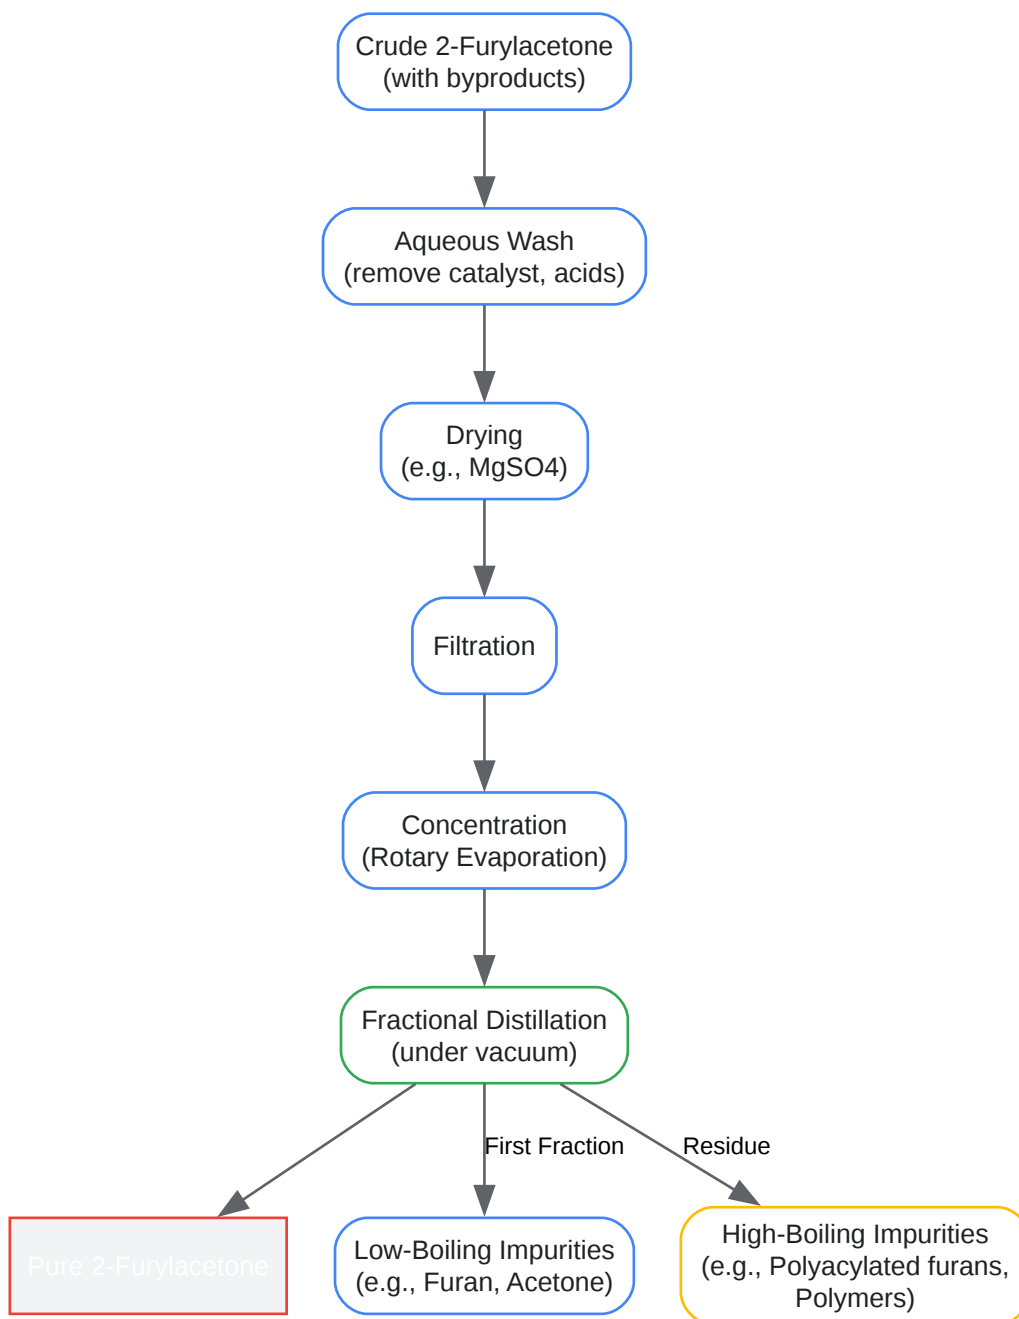 Crude 2-Furylacetone
(with byproducts)
Aqueous Wash
(remove catalyst, acids)
Drying
(e.g., MgSO4)
Filtration
Concentration
(Rotary Evaporation)
Fractional Distillation
(under vacuum)
First Fraction
Residue
Pure 2-Furylacetone
Low-Boiling Impurities
(e.g., Furan, Acetone)
High-Boiling Impurities
(e.g., Polyacylated furans,
Polymers)